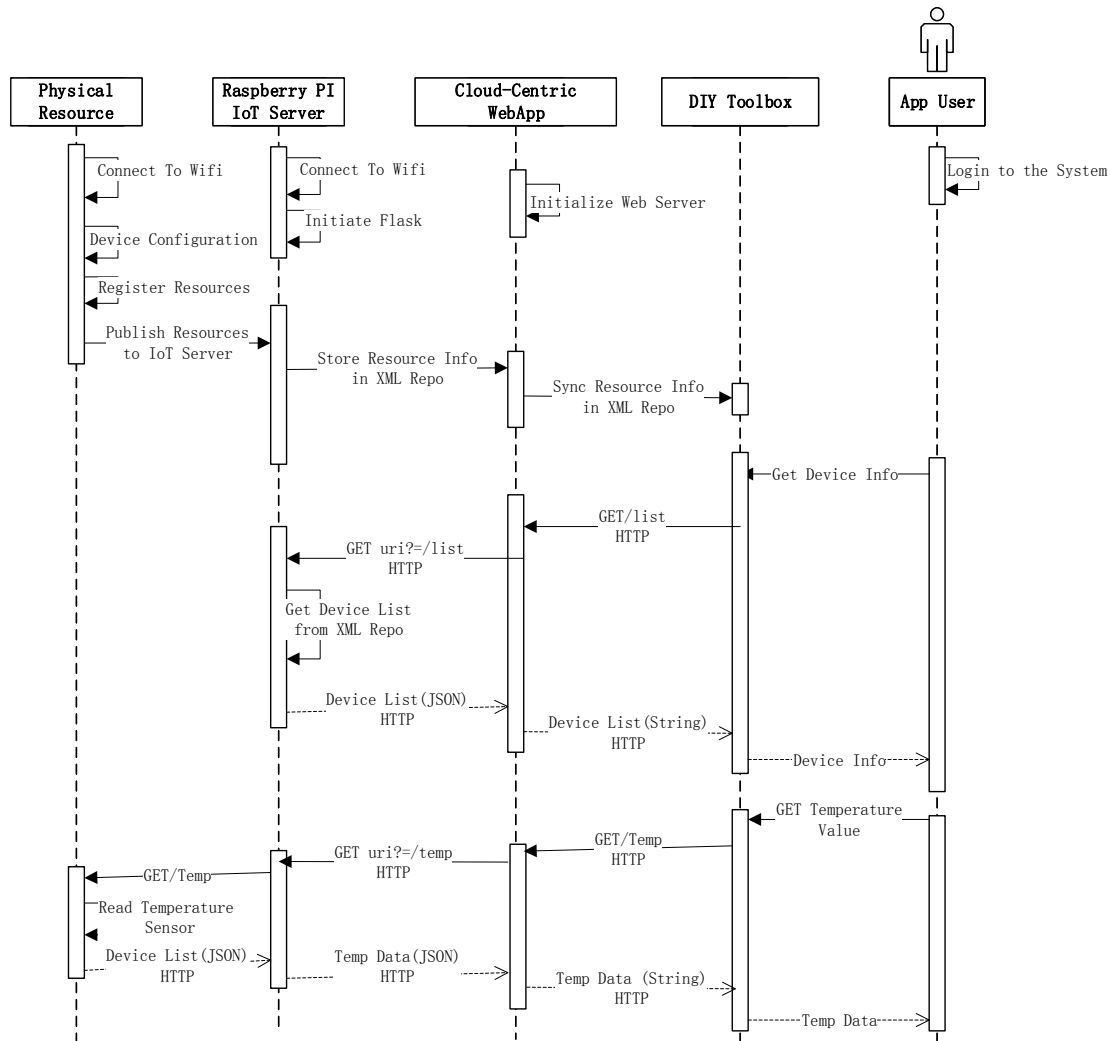 Physical
Resource
Raspberry PI
IoT Server
Cloud-Centric
WebApp
DIY Toolbox
App User
Connect To Wifi
Connect To Wifi
Login to the System
Initialize Web Server
Initiate Flask
Device Configuration
Register Resources
Publish Resources
to IoT Server
Store Resource Info
in XML Repo
Sync Resource Info
in XML Repo
Get Device Info
GET/list
HTTP
GET uri?=/list
HTTP
Get Device List
from XML Repo
Device List(JSON)
HTTP
Device List(String)
HTTP
Device Info
GET Temperature
Value
GET/Temp
HTTP
GET uri?=/temp
HTTP
GET/Temp
Read Temperature
Sensor
Device List(JSON)
HTTP
Temp Data(JSON)
HTTP
Temp Data (String)
HTTP
Temp Data